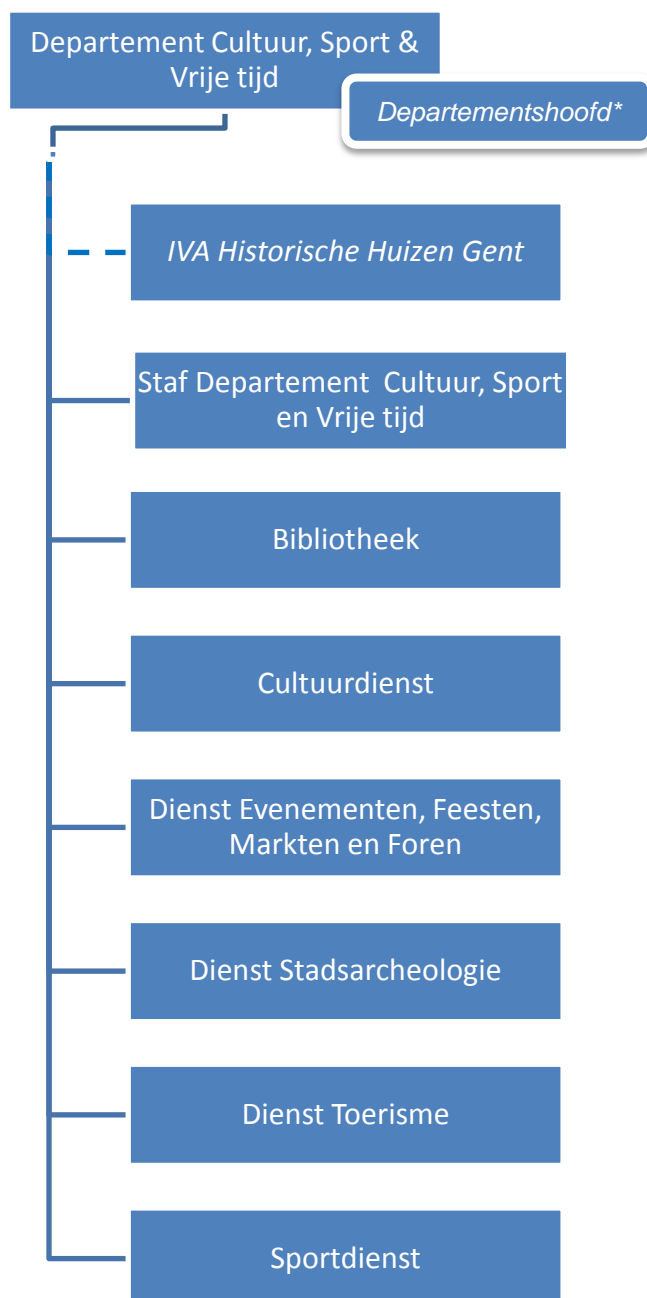 Departement Cultuur, Sport &
Vrije tijd
Departementshoofd*
IVA Historische Huizen Gent
Staf Departement Cultuur, Sport
en Vrije tijd
Bibliotheek
Cultuurdienst
Dienst Evenementen, Feesten,
Markten en Foren
Dienst Stadsarcheologie
Dienst Toerisme
Sportdienst